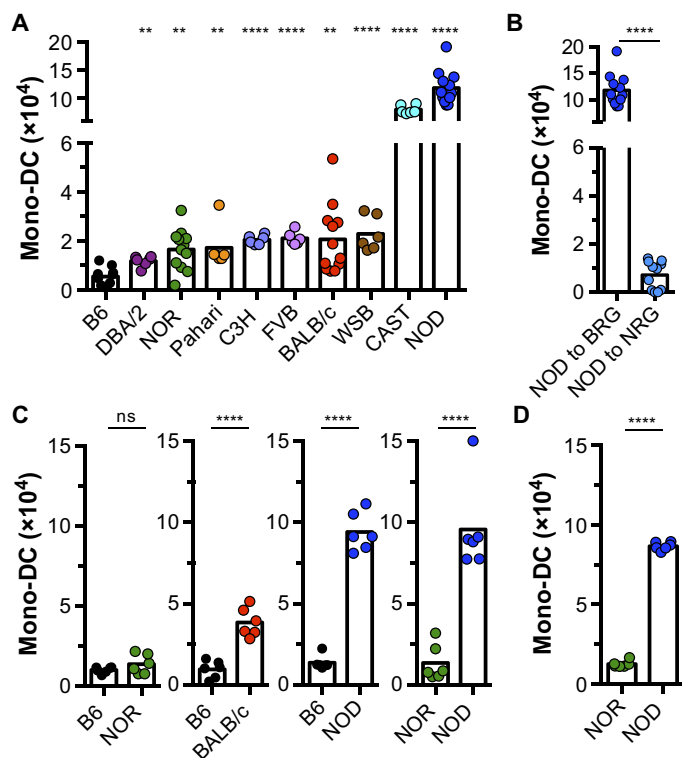 A
** ** ** **** **** ** **** **** ****
Mono-DC (×10⁴)
20
15
10
6
4
2
0
B6 DBA/2 NOR Pahari C3H FVB BALB/c WSB CAST NOD
B
****
Mono-DC (×10⁴)
20
15
10
6
4
2
0
NOD to BRG NOD to NRG
C
ns
Mono-DC (×10⁴)
15
10
5
0
B6 NOR
****
15
10
5
0
B6 BALB/c
****
15
10
5
0
B6 NOD
****
15
10
5
0
NOR NOD
D
****
Mono-DC (×10⁴)
15
10
5
0
NOR NOD